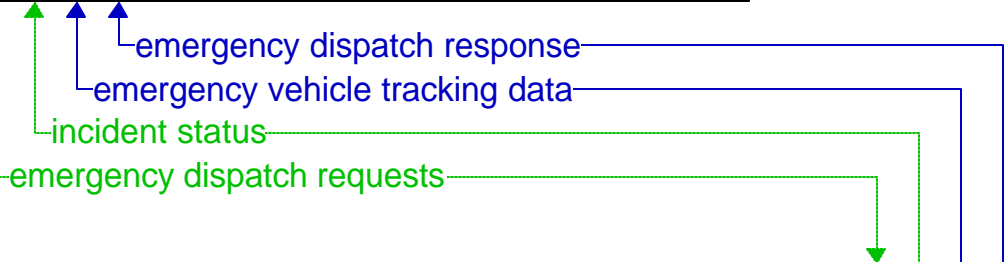 emergency dispatch response
emergency vehicle tracking data
incident status
emergency dispatch requests